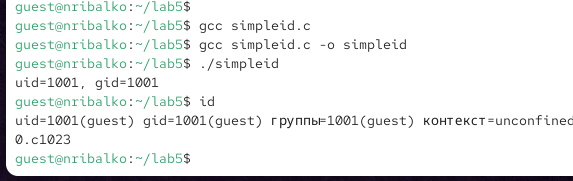 guest@nribalko:~/lab5$
guest@nribalko:~/lab5$ gcc simpleid.c
guest@nribalko:~/lab5$ gcc simpleid.c -o simpleid
guest@nribalko:~/lab5$ ./simpleid
uid=1001, gid=1001
guest@nribalko:~/lab5$ id
uid=1001(guest) gid=1001(guest) группы=1001(guest) контекст=unconfined
0.c1023
guest@nribalko:~/lab5$